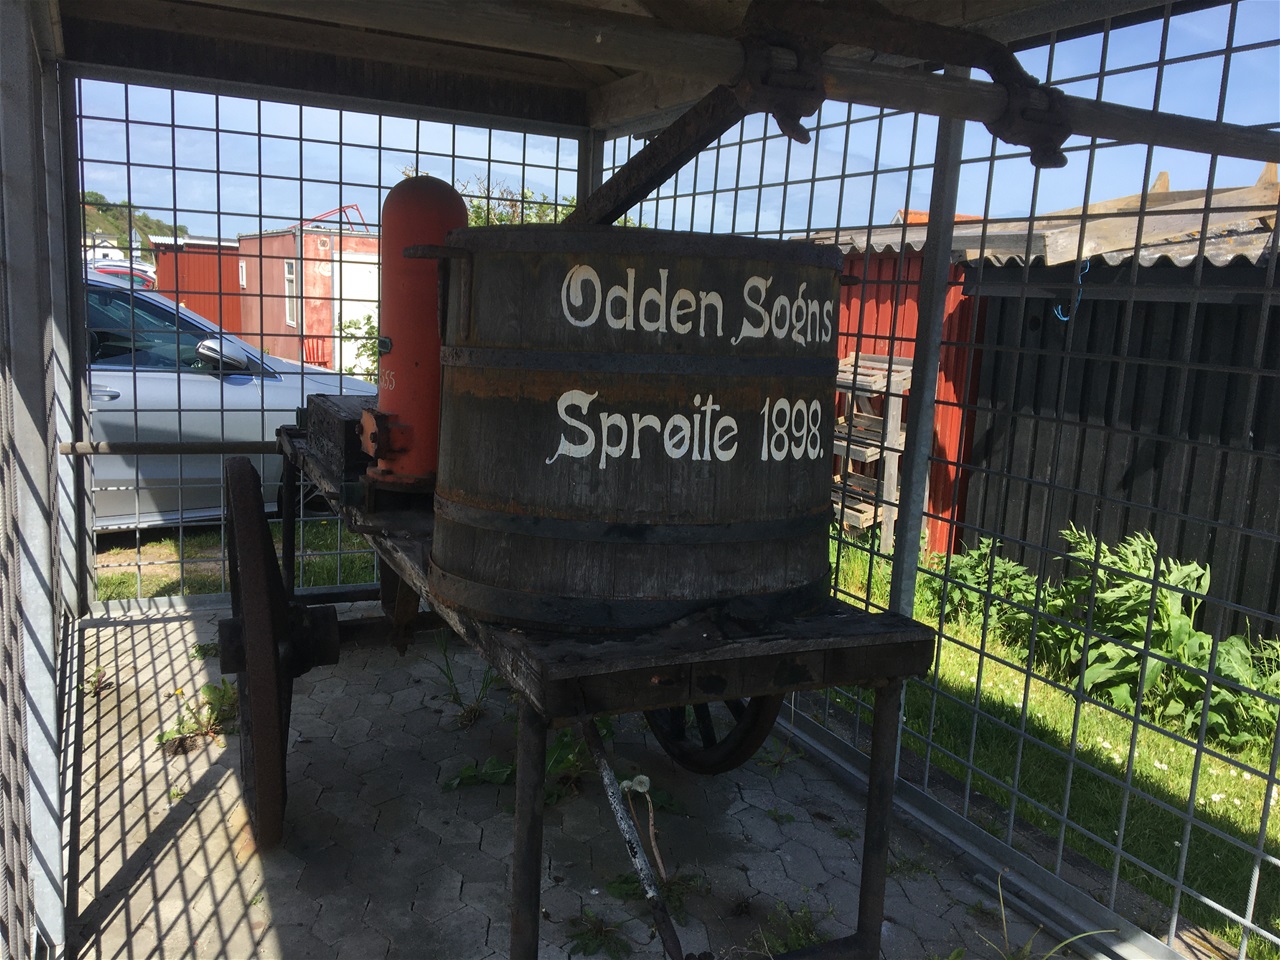 Odden Sogns
Sprøite 1898.